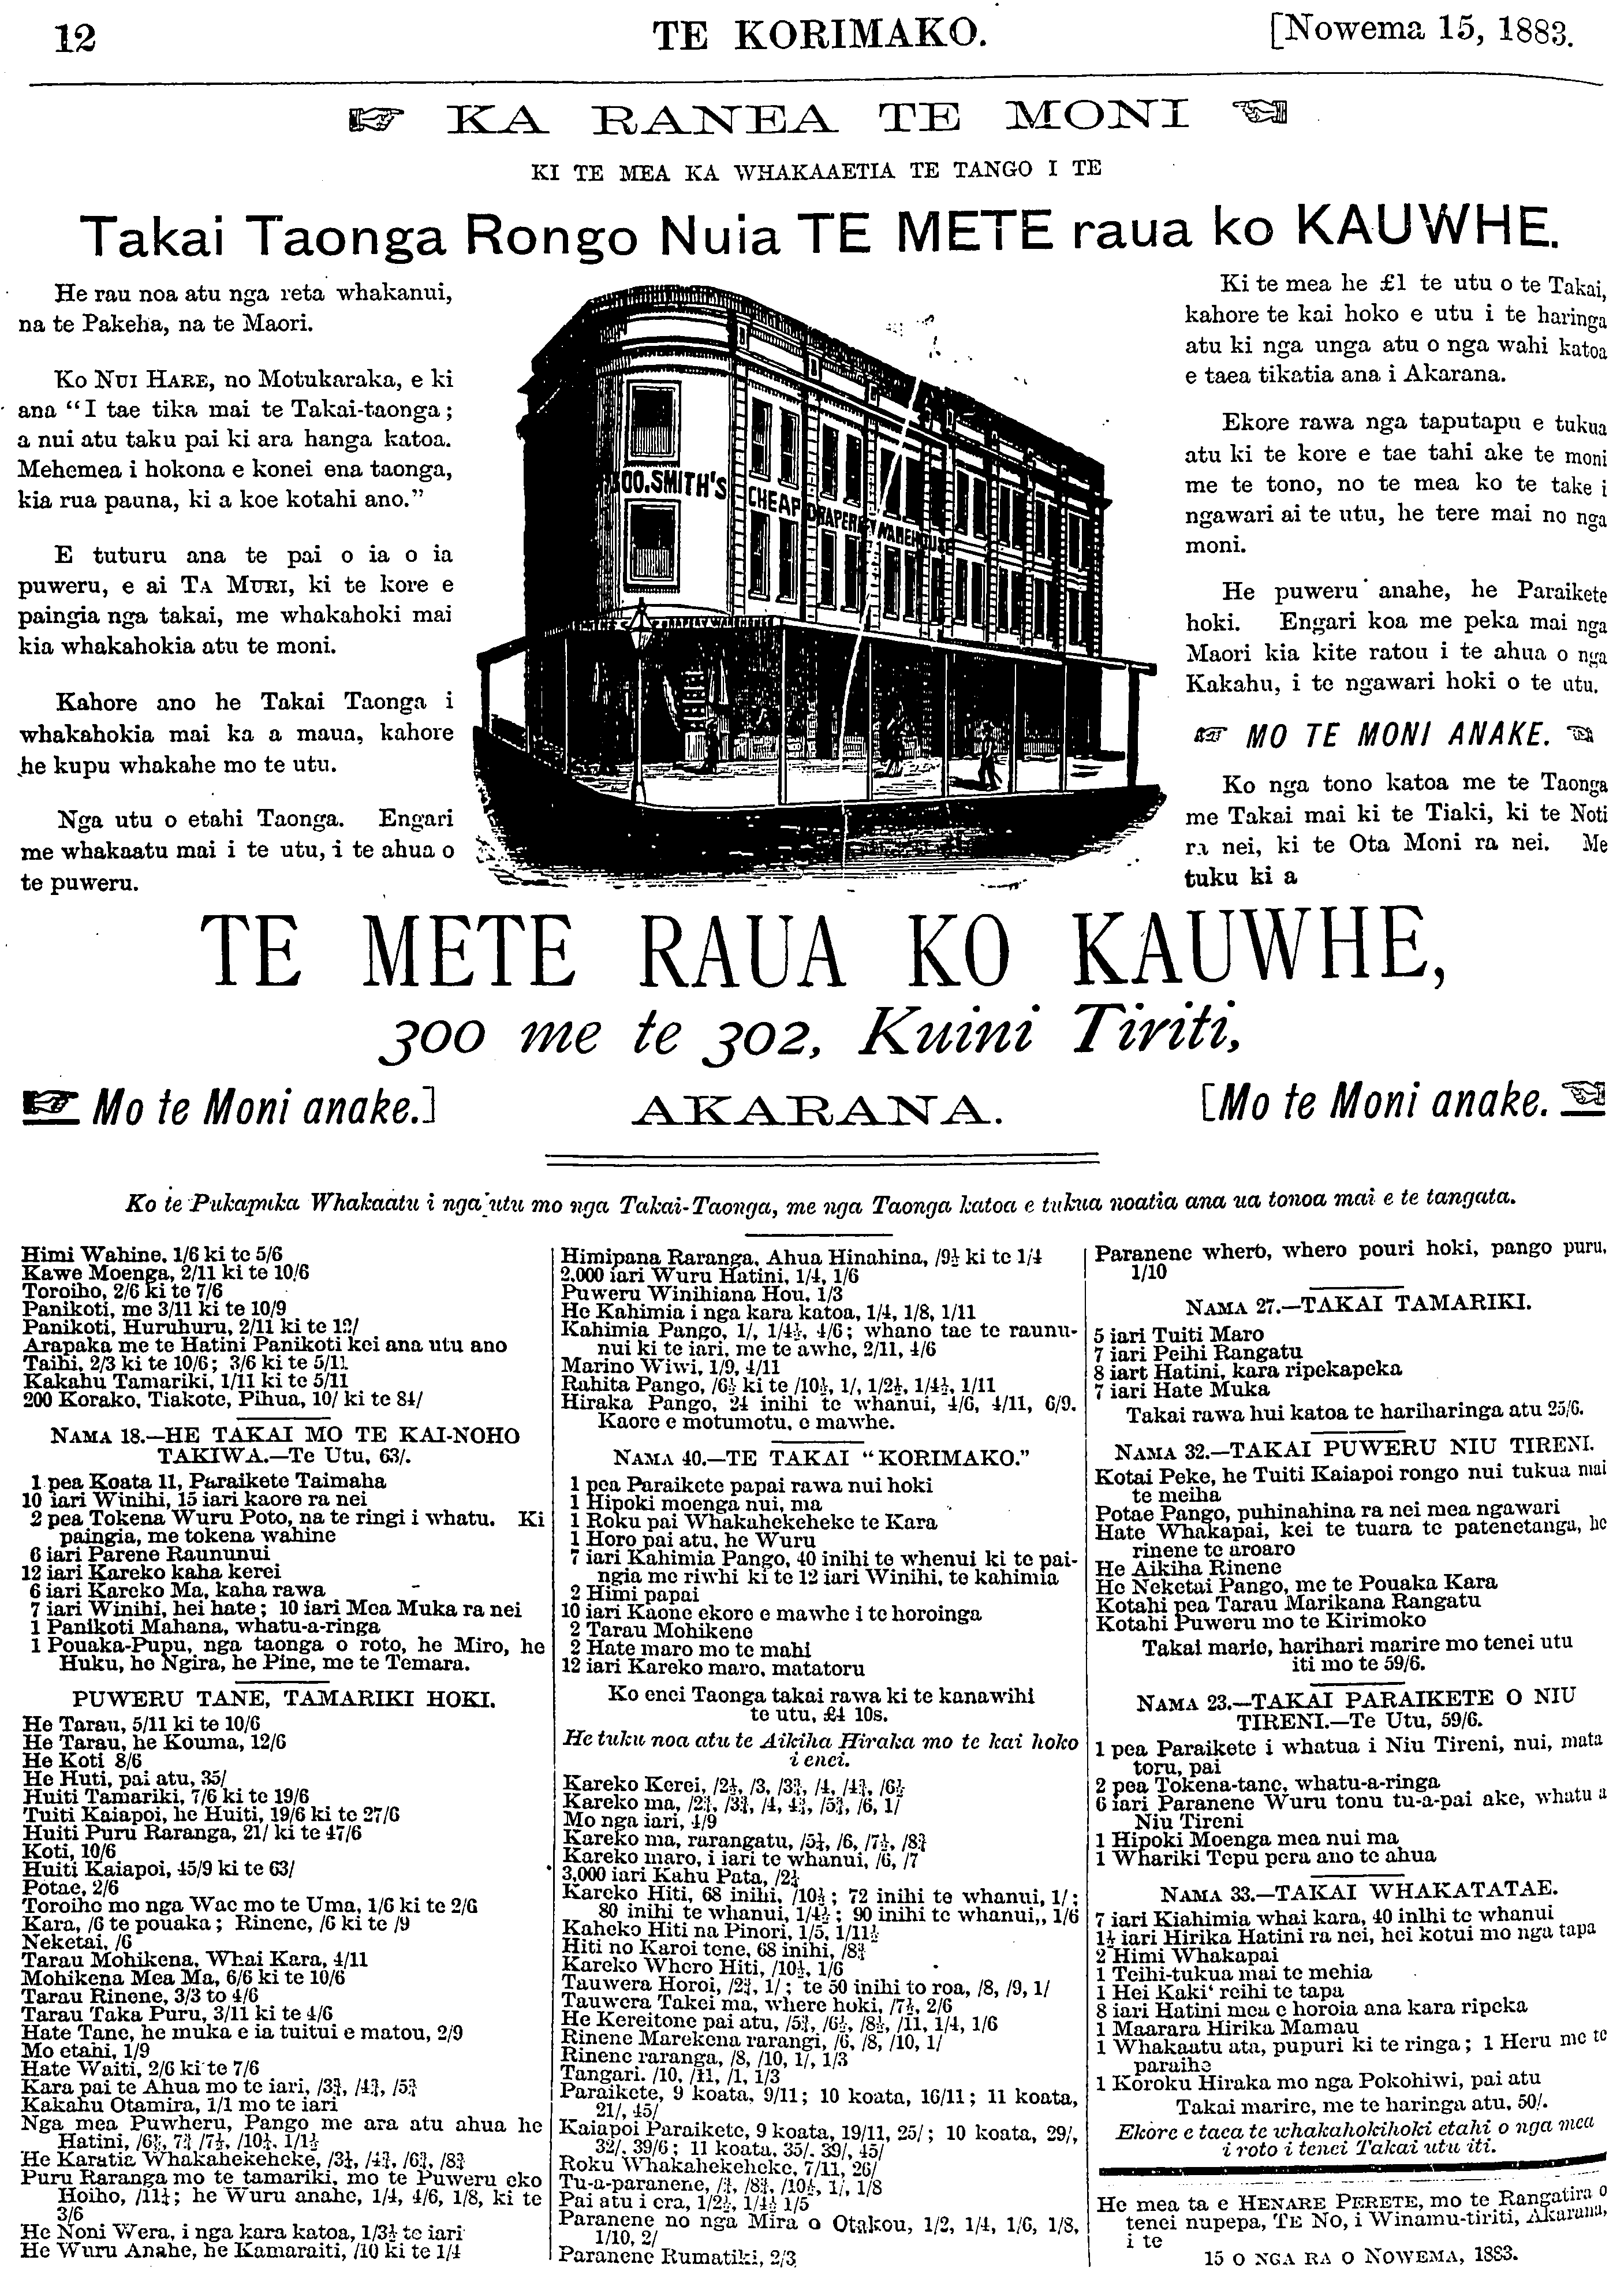 12
TE KORIMAKO.
[Nowema 15, 1883.
KA RANEA TE MONI
KI TE MEA KA WHAKAAETIA TE TANGO I TE
Takai Taonga Rongo Nuia TE METE raua ko KAUWHE.
He rau noa atu nga reta whakanui,
na te Pakeha, na te Maori.
Ko NUI HARE, no Motukaraka, e ki
ana "I tae tika mai te Takai-taonga;
a nui atu taku pai ki ara hanga katoa.
Mehemea i hokona e konei ena taonga,
kia rua pauna, ki a koe kotahi ano."
E tuturu ana te pai o ia o ia
puweru, e ai TA MURI, ki te kore e
paingia nga takai, me whakahoki mai
kia whakahokia atu te moni.
Kahore ano he Takai Taonga i
whakahokia mai ka a maua, kahore
he kupu whakahe mo te utu.
Nga utu o etahi Taonga. Engari
me whakaatu mai i te utu, i te ahua o
te puweru.
OO. SMITH'S
CHEAP DRAPERY WAREHOUSE
Ki te mea he £1 te utu o te Takai,
kahore te kai hoko e utu i te haringa
atu ki nga unga atu o nga wahi katoa
e taea tikatia ana i Akarana.
Ekore rawa nga taputapu e tukua
atu ki te kore e tae tahi ake te moni
me te tono, no te mea ko te take i
ngawari ai te utu, he tere mai no nga
moni.
He puweru anahe, he Paraikete
hoki. Engari koa me peka mai nga
Maori kia kite ratou i te ahua o nga
Kakahu, i te ngawari hoki o te utu.
MO TE MONI ANAKE.
Ko nga tono katoa me te Taonga
me Takai mai ki te Tiaki, ki te Noti
ra nei, ki te Ota Moni ra nei. Me
tuku ki a
TE METE RAUA KO KAUWHE,
300 me te 302, Kuini Tiriti,
Mo te Moni anake.]
AKARANA.
[Mo te Moni anake.
Ko te Pukapuka Whakaatu i nga utu mo nga Takai-Taonga, me nga Taonga katoa e tukua noatia ana ua tonoa mai e te tangata.
Himi Wahine. 1/6 ki te 5/6
Kawe Moenga, 2/11 ki te 10/6
Toroiho, 2/6 ki te 7/6
Panikoti, me 3/11 ki te 10/9
Panikoti, Huruhuru, 2/11 ki te 12/
Arapaka me te Hatini Panikoti kei ana utu ano
Taihi, 2/3 ki te 10/6; 3/6 ki te 5/11
Kakahu Tamariki, 1/11 ki te 5/11
200 Korako, Tiakote, Pihua, 10/ ki te 84/
NAMA 18.—HE TAKAI MO TE KAI-NOHO
TAKIWA.—Te Utu, 63/.
1 pea Koata 11, Paraikete Taimaha
10 iari Winihi, 15 iari kaore ra nei
2 pea Tokena Wuru Poto, na te ringi i whatu. Ki
paingia, me tokena wahine
6 iari Parene Raununui
12 iari Kareko kaha kerei
6 iari Kareko Ma, kaha rawa
7 iari Winihi, hei hate; 10 iari Mea Muka ra nei
1 Panikoti Mahana, whatu-a-ringa
1 Pouaka-Pupu, nga taonga o roto, he Miro, he
Huku, he Ngira, he Pine, me te Temara.
PUWERU TANE, TAMARIKI HOKI.
He Tarau, 5/11 ki te 10/6
He Tarau, he Kouma, 12/6
He Koti 8/6
He Huti, pai atu, 35/
Huiti Tamariki, 7/6 ki te 19/6
Tuiti Kaiapoi, he Huiti, 19/6 ki te 27/6
Huiti Puru Raranga, 21/ ki te 47/6
Koti, 10/6
Huiti Kaiapoi, 45/9 ki te 63/
Potae, 2/6
Toroiho mo nga Wae mo te Uma, 1/6 ki te 2/6
Kara, /6 te pouaka; Rinene, /6 ki te /9
Neketai, /6
Tarau Mohikena, Whai Kara, 4/11
Mohikena Mea Ma, 6/6 ki te 10/6
Tarau Rinene, 3/3 to 4/6
Tarau Taka Puru, 3/11 ki te 4/6
Hate Tane, he muka e ia tuitui e matou, 2/9
Mo etahi, 1/9
Hate Waiti, 2/6 ki te 7/6
Kara pai te Ahua mo te iari, /3¾, /4¾, /5¾
Kakahu Otamira, 1/1 mo te iari
Nga mea Puwheru, Pango me ara atu ahua he
Hatini, 1/1½
He Karatia Whakahekeheke, /3¾, /4¾, /6¾, /8¾
Puru Raranga mo te tamariki, mo te Puweru eko
Hoiho, he Wuru anahe, 1/4, 4/6, 1/8, ki te
3/6
He Noni Wera, i nga kara katoa, 1/3½ te iari
He Wuru Anahe, he Kamaraiti, /10 ki te 1/4
Himipana Raranga, Ahua Hinahina, /9½ ki te 1/4
2,000 iari Wuru Hatini, 1/4, 1/6
Puweru Winihiana Hou, 1/3
He Kahimia i nga kara katoa, 1/4, 1/8, 1/11
Kahimia Pango, 1/, 1/4½, 4/6; whano tae te raunu-
nui ki te iari, me te awhe, 2/11, 4/6
Marino Wiwi, 1/9, 4/11
Rahita Pango, /6½ ki te /10½, 1/, 1/2½, 1/4½, 1/11
Hiraka Pango, 24 inihi te whanui, 4/6, 4/11, 6/9.
Kaore e motumotu, e mawhe.
NAMA 40.—TE TAKAI "KORIMAKO."
1 pea Paraikete papai rawa nui hoki
1 Hipoki moenga nui, ma
1 Roku pai Whakahekeheke te Kara
1 Horo pai atu, he Wuru
7 iari Kahimia Pango, 40 inihi te whenui ki te pai-
ngia me riwhi ki te 12 iari Winihi, te kahimia
2 Himi papai
10 iari Kaone ekore e mawhe i te horoinga
2 Tarau Mohikene
2 Hate maro mo te mahi
12 iari Kareko maro, matatoru
Ko enei Taonga takai rawa ki te kanawihi
te utu, £4 10s.
He tuku noa atu te Aikiha Hiraka mo te kai hoko
i enei.
Kareko Kerei, /2½, /3, /3¾, /4, /4¾, /6½
Kareko ma, /2¾, /3¾, /4, 4¾, /5¾, /6, 1/
Mo nga iari, 4/9
Kareko ma, rarangatu, /5¾, /6, /7½, /8¾
Kareko maro, i iari te whanui, /6, /7
3,000 iari Kahu Pata, /2¾
Kareko Hiti, 68 inihi, /10½; 72 inihi te whanui, 1/;
80 inihi te whanui, 1/4½; 90 inihi te whanui,, 1/6
Kaheko Hiti na Pinori, 1/5, 1/11½
Hiti no Karoi tene, 68 inihi, /8¾
Kareko Whero Hiti, /10½, 1/6
Tauwera Horoi, /2¾, 1/; te 50 inihi to roa, /8, /9, 1/
Tauwera Takei ma, where hoki, /7½, 2/6
He Kereitone pai atu, /5¾, /6½, /8½, /11, 1/4, 1/6
Rinene Marekena rarangi, /6, /8, /10, 1/
Rinene raranga, /8, /10, 1/, 1/3
Tangari. /10, /11, /1, 1/3
Paraikete, 9 koata, 9/11; 10 koata, 16/11; 11 koata,
21/, 45/
Kaiapoi Paraikete, 9 koata, 19/11, 25/; 10 koata, 29/,
32/. 39/6; 11 koata, 35/. 39/, 45/
Roku Whakahekeheke, 7/11, 26/
Tu-a-paranene, /8¾, /10½, 1/, 1/8
Pai atu i era, 1/2½, 1/4½ 1/5
Paranene no nga Mira o Otakou, 1/2, 1/4, 1/6, 1/8,
1/10, 2/
Paranene Rumatiki, 2/3
Paranene whero, whero pouri hoki, pango puru,
1/10
NAMA 27.—TAKAI TAMARIKI.
5 iari Tuiti Maro
7 iari Peihi Rangatu
8 iart Hatini, kara ripekapeka
7 iari Hate Muka
Takai rawa hui katoa te hariharinga atu 25/6.
NAMA 32.—TAKAI PUWERU NIU TIRENI.
Kotai Peke, he Tuiti Kaiapoi rongo nui tukua mai
te meiha
Potae Pango, puhinahina ra nei mea ngawari
Hate Whakapai, kei te tuara te patenetanga, he
rinene te aroaro
He Aikiha Rinene
He Neketai Pango, me te Pouaka Kara
Kotahi pea Tarau Marikana Rangatu
Kotahi Puweru mo te Kirimoko
Takai marie, harihari marire mo tenei utu
iti mo te 59/6.
NAMA 23.—TAKAI PARAIKETE O NIU
TIRENI.—Te Utu, 59/6.
1 pea Paraikete i whatua i Niu Tireni, nui, mata
toru, pai
2 pea Tokena-tane, whatu-a-ringa
6 iari Paranene Wuru tonu tu-a-pai ake, whatu a
Niu Tireni
1 Hipoki Moenga mea nui ma
1 Whariki Tepu pera ano te ahua
NAMA 33.—TAKAI WHAKATATAE.
7 iari Kiahimia whai kara, 40 inlhi te whanui
1½ iari Hirika Hatini ra nei, hei kotui mo nga tapa
2 Himi Whakapai
1 Teihi-tukua mai te mehia
1 Hei Kaki' reihi te tapa
8 iari Hatini mea e horoia ana kara ripeka
1 Maarara Hirika Mamau
1 Whakaatu ata, pupuri ki te ringa; 1 Heru me te
paraihe
1 Koroku Hiraka mo nga Pokohiwi, pai atu
Takai marire, me te haringa atu, 50/.
Ekore e taea te whakahokihoki etahi o nga mea
i roto i tenei Takai utu iti.
He mea ta e HENARE PERETE, mo te Rangatira o
tenei nupepa, TE NO, i Winamu-tiriti, Akarana,
i te
15 O NGA RA O NOWEMA, 1883.